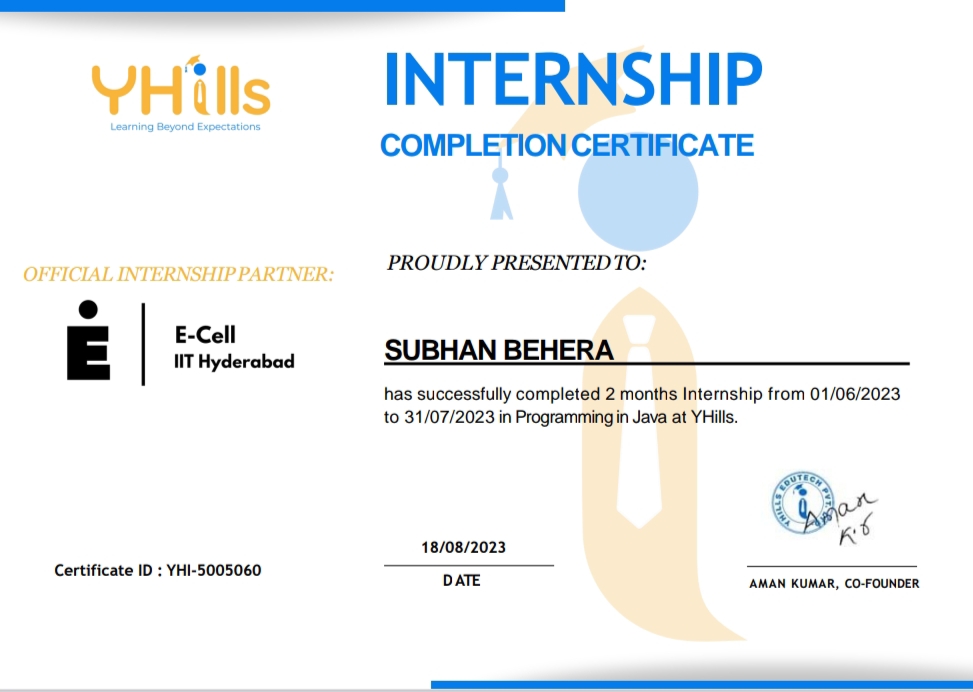 YHills
Learning Beyond Expectations
INTERNSHIP
COMPLETION CERTIFICATE
OFFICIAL INTERNSHIP PARTNER:
E-Cell
IIT Hyderabad
PROUDLY PRESENTED TO:
SUBHAN BEHERA
has successfully completed 2 months Internship from 01/06/2023
to 31/07/2023 in Programming in Java at YHills.
YHILLS EDUTECH PVT.
Aman
K.
18/08/2023
DATE
Certificate ID : YHI-5005060
AMAN KUMAR, CO-FOUNDER